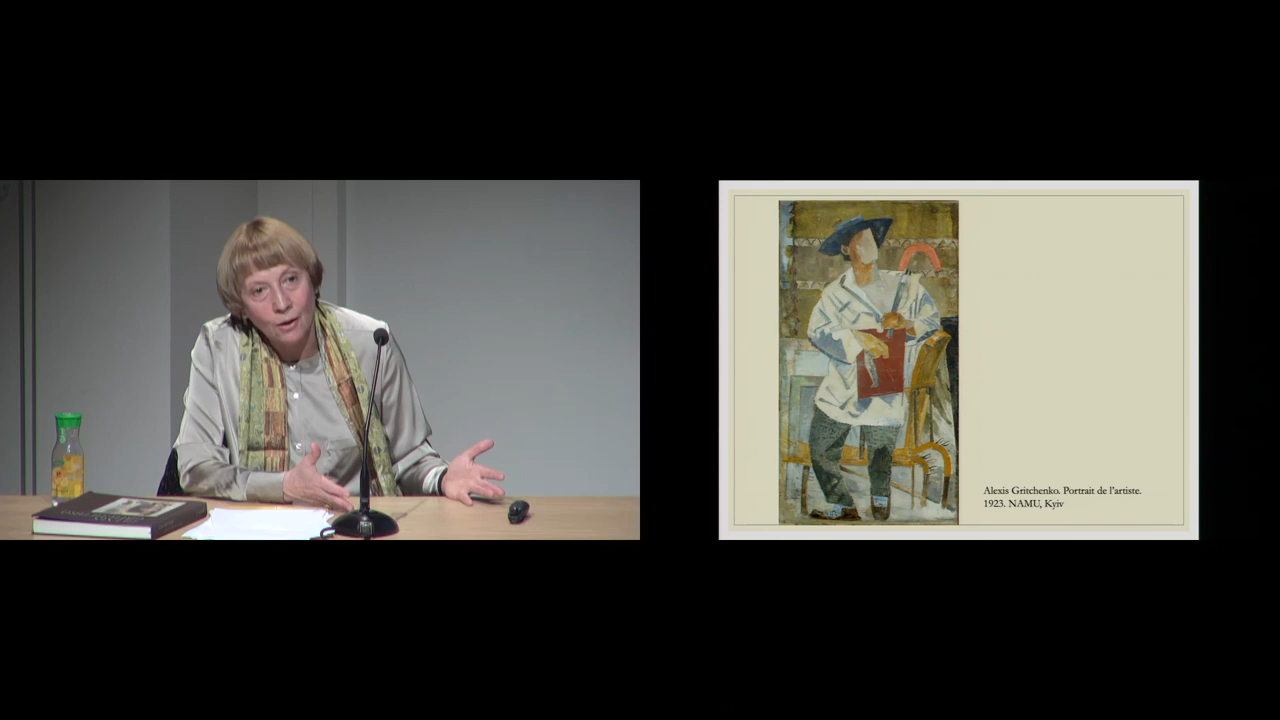 Alexis Gritchenko. Portrait de l'artiste.
1923. NAMU, Kyiv